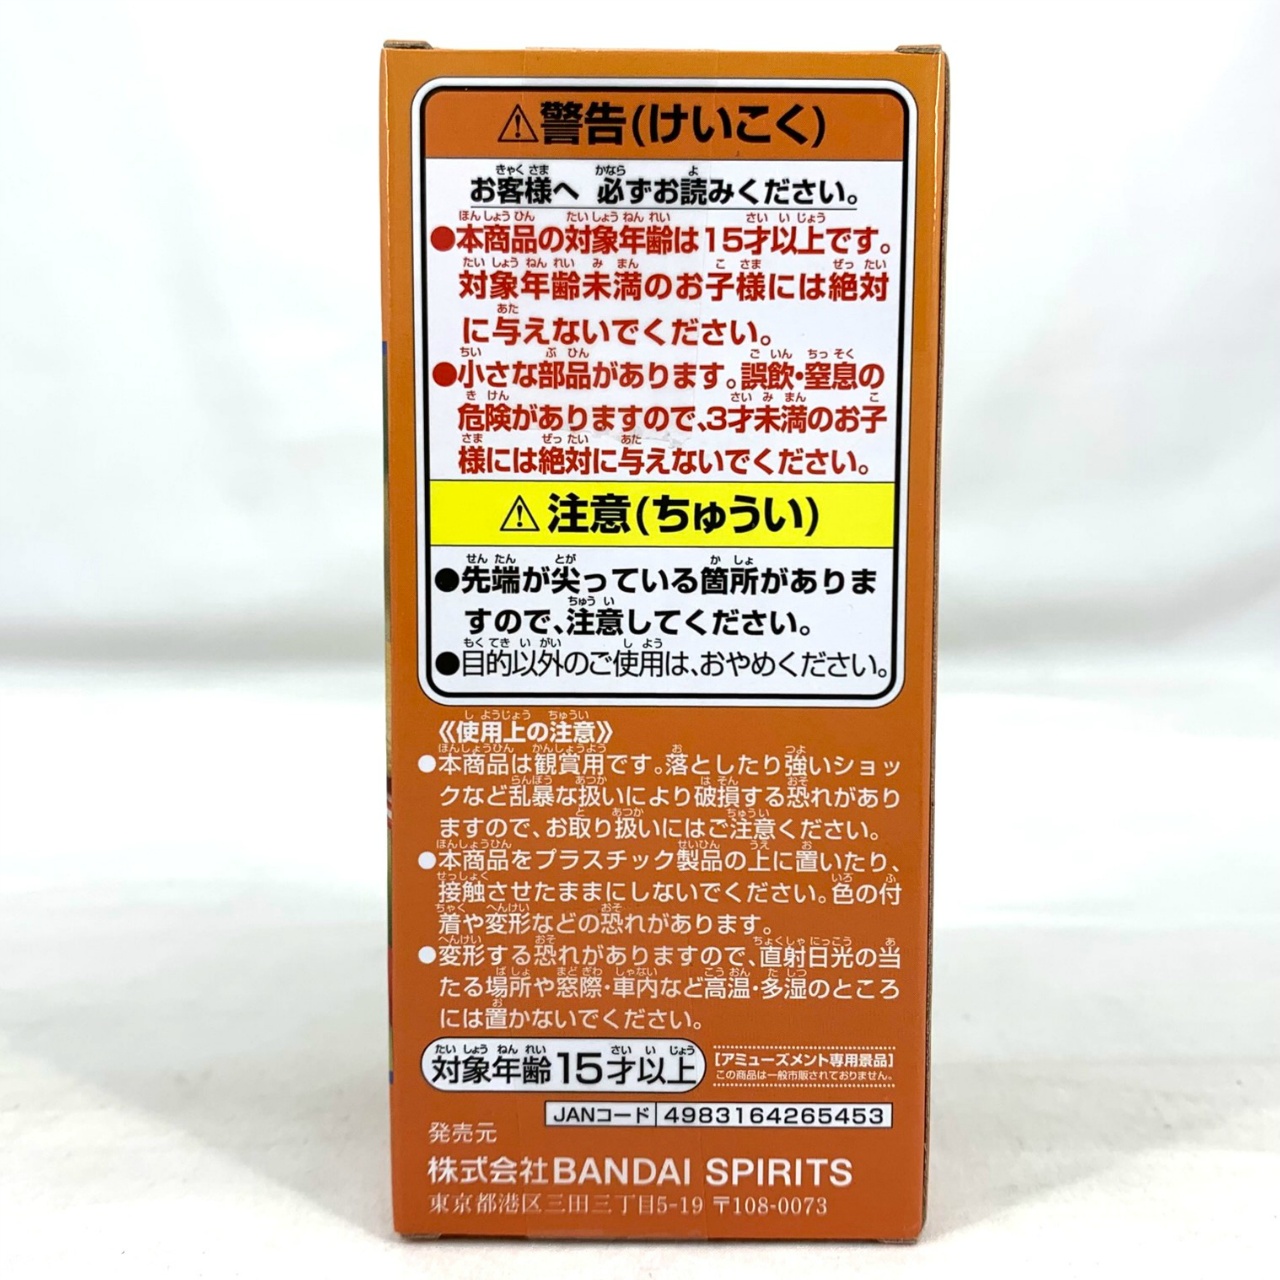 ⚠警告(けいこく)
お客様へ 必ずお読みください。
●本商品の対象年齢は15才以上です。
対象年齢未満のお子様には絶対
に与えないでください。
●小さな部品があります。誤飲・窒息の
危険がありますので、3才未満のお子
様には絶対に与えないでください。
⚠注意(ちゅうい)
●先端が尖っている箇所がありま
すので、注意してください。
●目的以外のご使用は、おやめください。
《使用上の注意》
●本商品は観賞用です。落としたり強いショッ
クなど乱暴な扱いにより破損する恐れがあり
ますので、お取り扱いにはご注意ください。
●本商品をプラスチック製品の上に置いたり、
接触させたままにしないでください。色の付
着や変形などの恐れがあります。
●変形する恐れがありますので、直射日光の当
たる場所や窓際・車内など高温・多湿のところ
には置かないでください。
対象年齢15才以上
[アミューズメント専用景品]
この商品は一般市販されておりません。
JANコード 4983164265453
発売元
株式会社BANDAI SPIRITS
東京都港区三田三丁目5-19 〒108-0073